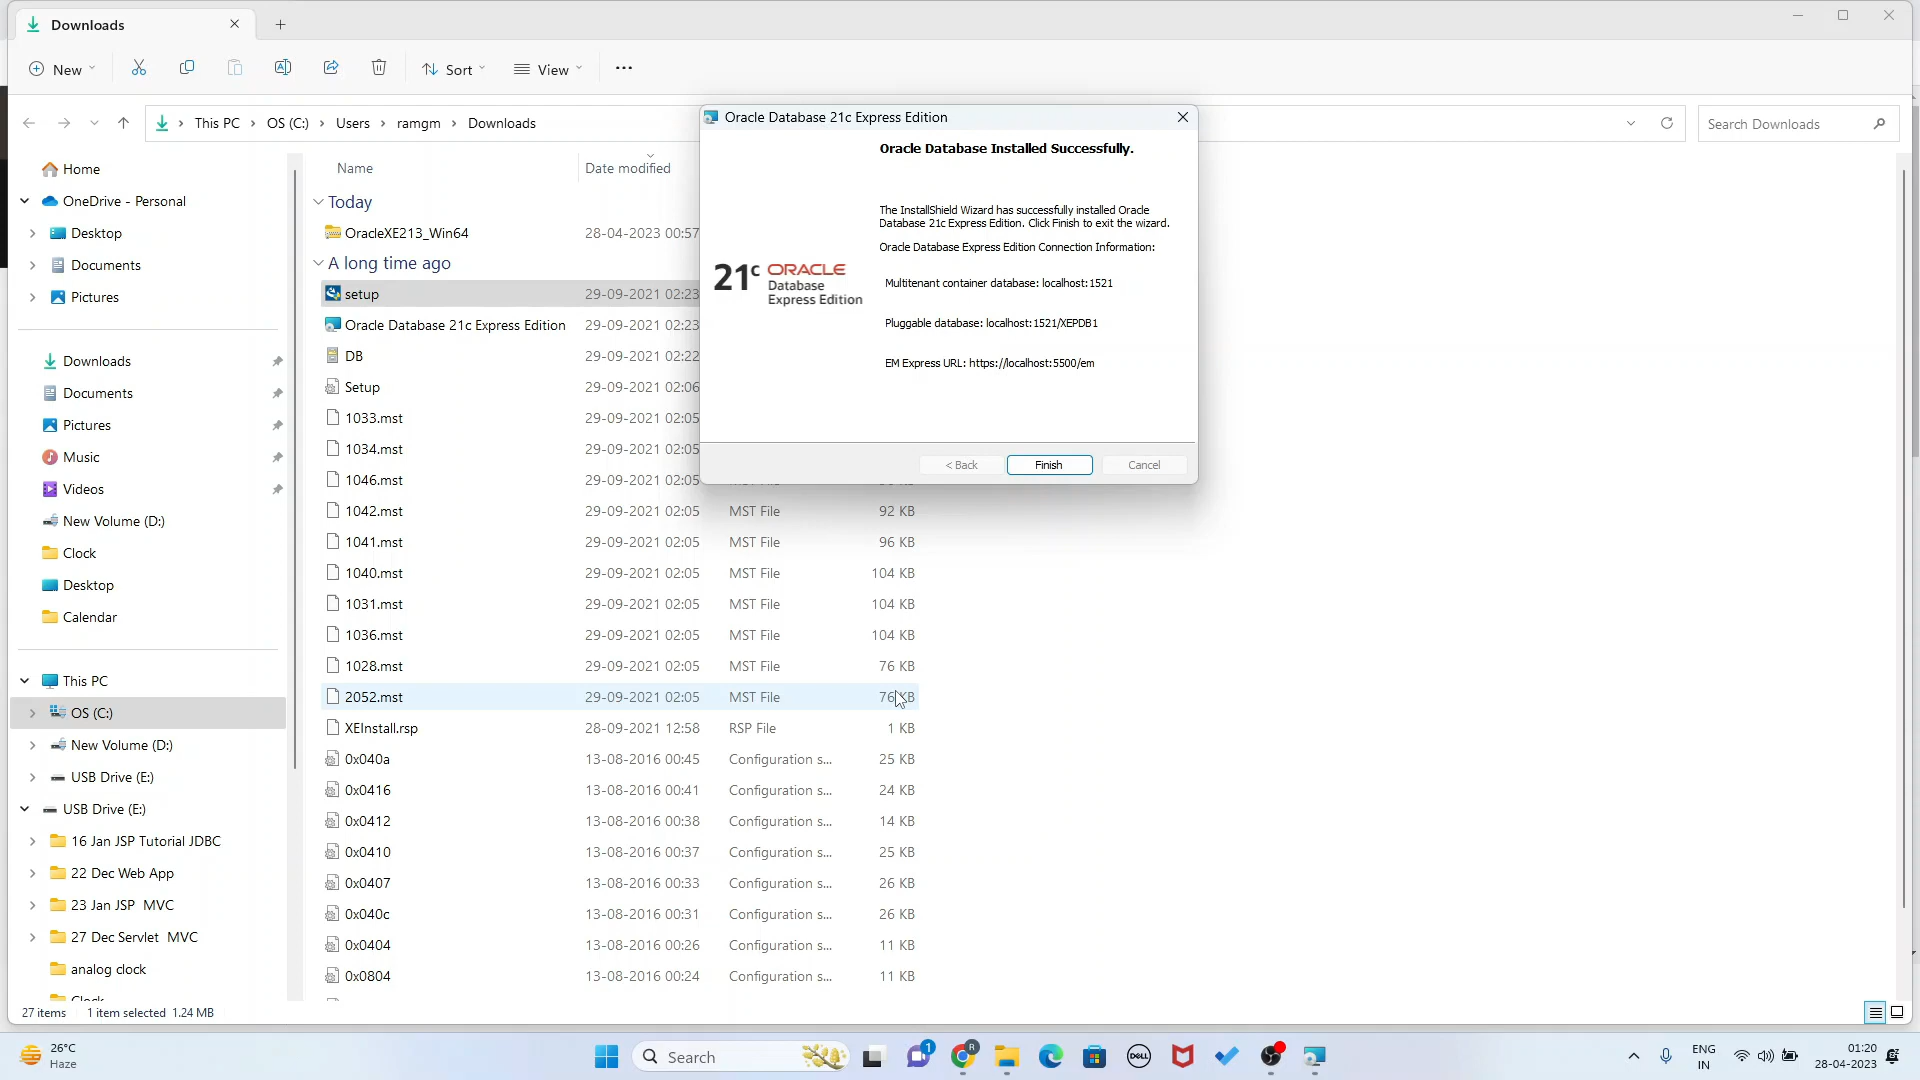 Downloads
New
Sort
View
This PC
OS (C:)
Users
ramgm
Downloads
Search Downloads
Home
OneDrive - Personal
Desktop
Documents
Pictures
Downloads
Documents
Pictures
Music
Videos
New Volume (D:)
Clock
Desktop
Calendar
This PC
OS (C:)
New Volume (D:)
USB Drive (E:)
USB Drive (E:)
16 Jan JSP Tutorial JDBC
22 Dec Web App
23 Jan JSP MVC
27 Dec Servlet MVC
analog clock
Clock
Name Date modified
Today
OracleXE213_Win64 28-04-2023 00:57
A long time ago
setup 29-09-2021 02:23
Oracle Database 21c Express Edition 29-09-2021 02:23
DB 29-09-2021 02:22
Setup 29-09-2021 02:06
1033.mst 29-09-2021 02:05
1034.mst 29-09-2021 02:05
1046.mst 29-09-2021 02:05
1042.mst 29-09-2021 02:05 MST File 92 KB
1041.mst 29-09-2021 02:05 MST File 96 KB
1040.mst 29-09-2021 02:05 MST File 104 KB
1031.mst 29-09-2021 02:05 MST File 104 KB
1036.mst 29-09-2021 02:05 MST File 104 KB
1028.mst 29-09-2021 02:05 MST File 76 KB
2052.mst 29-09-2021 02:05 MST File 76 KB
XEInstall.rsp 28-09-2021 12:58 RSP File 1 KB
0x040a 13-08-2016 00:45 Configuration s... 25 KB
0x0416 13-08-2016 00:41 Configuration s... 24 KB
0x0412 13-08-2016 00:38 Configuration s... 14 KB
0x0410 13-08-2016 00:37 Configuration s... 25 KB
0x0407 13-08-2016 00:33 Configuration s... 26 KB
0x040c 13-08-2016 00:31 Configuration s... 26 KB
0x0404 13-08-2016 00:26 Configuration s... 11 KB
0x0804 13-08-2016 00:24 Configuration s... 11 KB
Oracle Database 21c Express Edition
Oracle Database Installed Successfully.
The InstallShield Wizard has successfully installed Oracle
Database 21c Express Edition. Click Finish to exit the wizard.
Oracle Database Express Edition Connection Information:
Multitenant container database: localhost:1521
Pluggable database: localhost:1521/XEPDB1
EM Express URL: https://localhost:5500/em
21c ORACLE
Database
Express Edition
< Back Finish Cancel
27 items 1 item selected 1.24 MB
26°C
Haze
Search
1
R
DELL
ENG
IN
01:20
28-04-2023